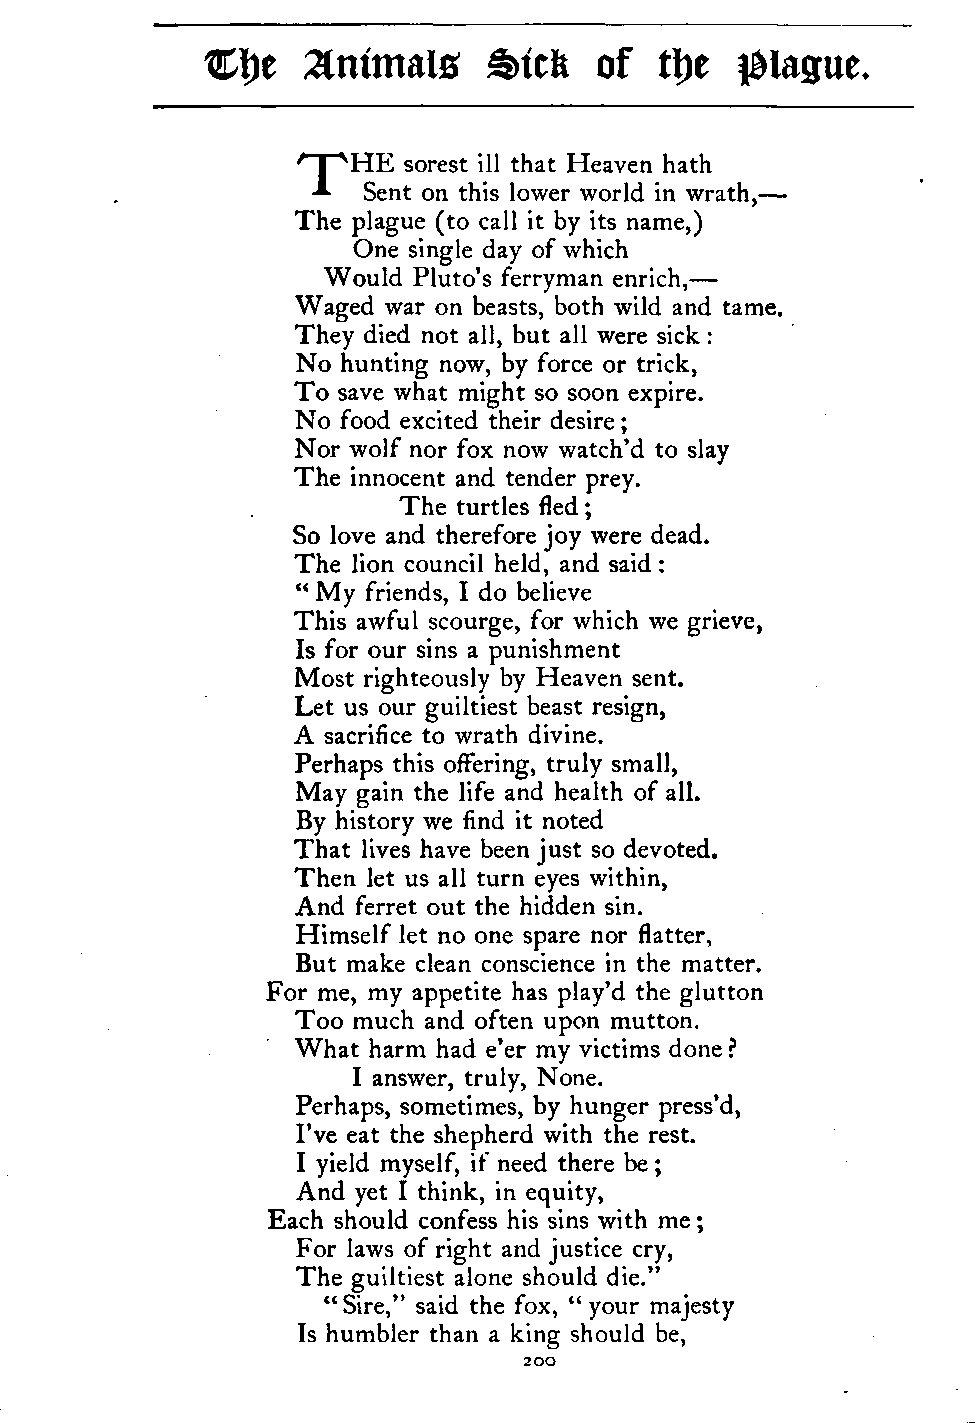 The Animals Sick of the Plague.
THE sorest ill that Heaven hath
Sent on this lower world in wrath,—
The plague (to call it by its name,)
One single day of which
Would Pluto's ferryman enrich,—
Waged war on beasts, both wild and tame.
They died not all, but all were sick :
No hunting now, by force or trick,
To save what might so soon expire.
No food excited their desire ;
Nor wolf nor fox now watch'd to slay
The innocent and tender prey.
The turtles fled ;
So love and therefore joy were dead.
The lion council held, and said :
“ My friends, I do believe
This awful scourge, for which we grieve,
Is for our sins a punishment
Most righteously by Heaven sent.
Let us our guiltiest beast resign,
A sacrifice to wrath divine.
Perhaps this offering, truly small,
May gain the life and health of all.
By history we find it noted
That lives have been just so devoted.
Then let us all turn eyes within,
And ferret out the hidden sin.
Himself let no one spare nor flatter,
But make clean conscience in the matter.
For me, my appetite has play'd the glutton
Too much and often upon mutton.
What harm had e'er my victims done ?
I answer, truly, None.
Perhaps, sometimes, by hunger press'd,
I've eat the shepherd with the rest.
I yield myself, if need there be ;
And yet I think, in equity,
Each should confess his sins with me ;
For laws of right and justice cry,
The guiltiest alone should die.”
“ Sire,” said the fox, “ your majesty
Is humbler than a king should be,
200